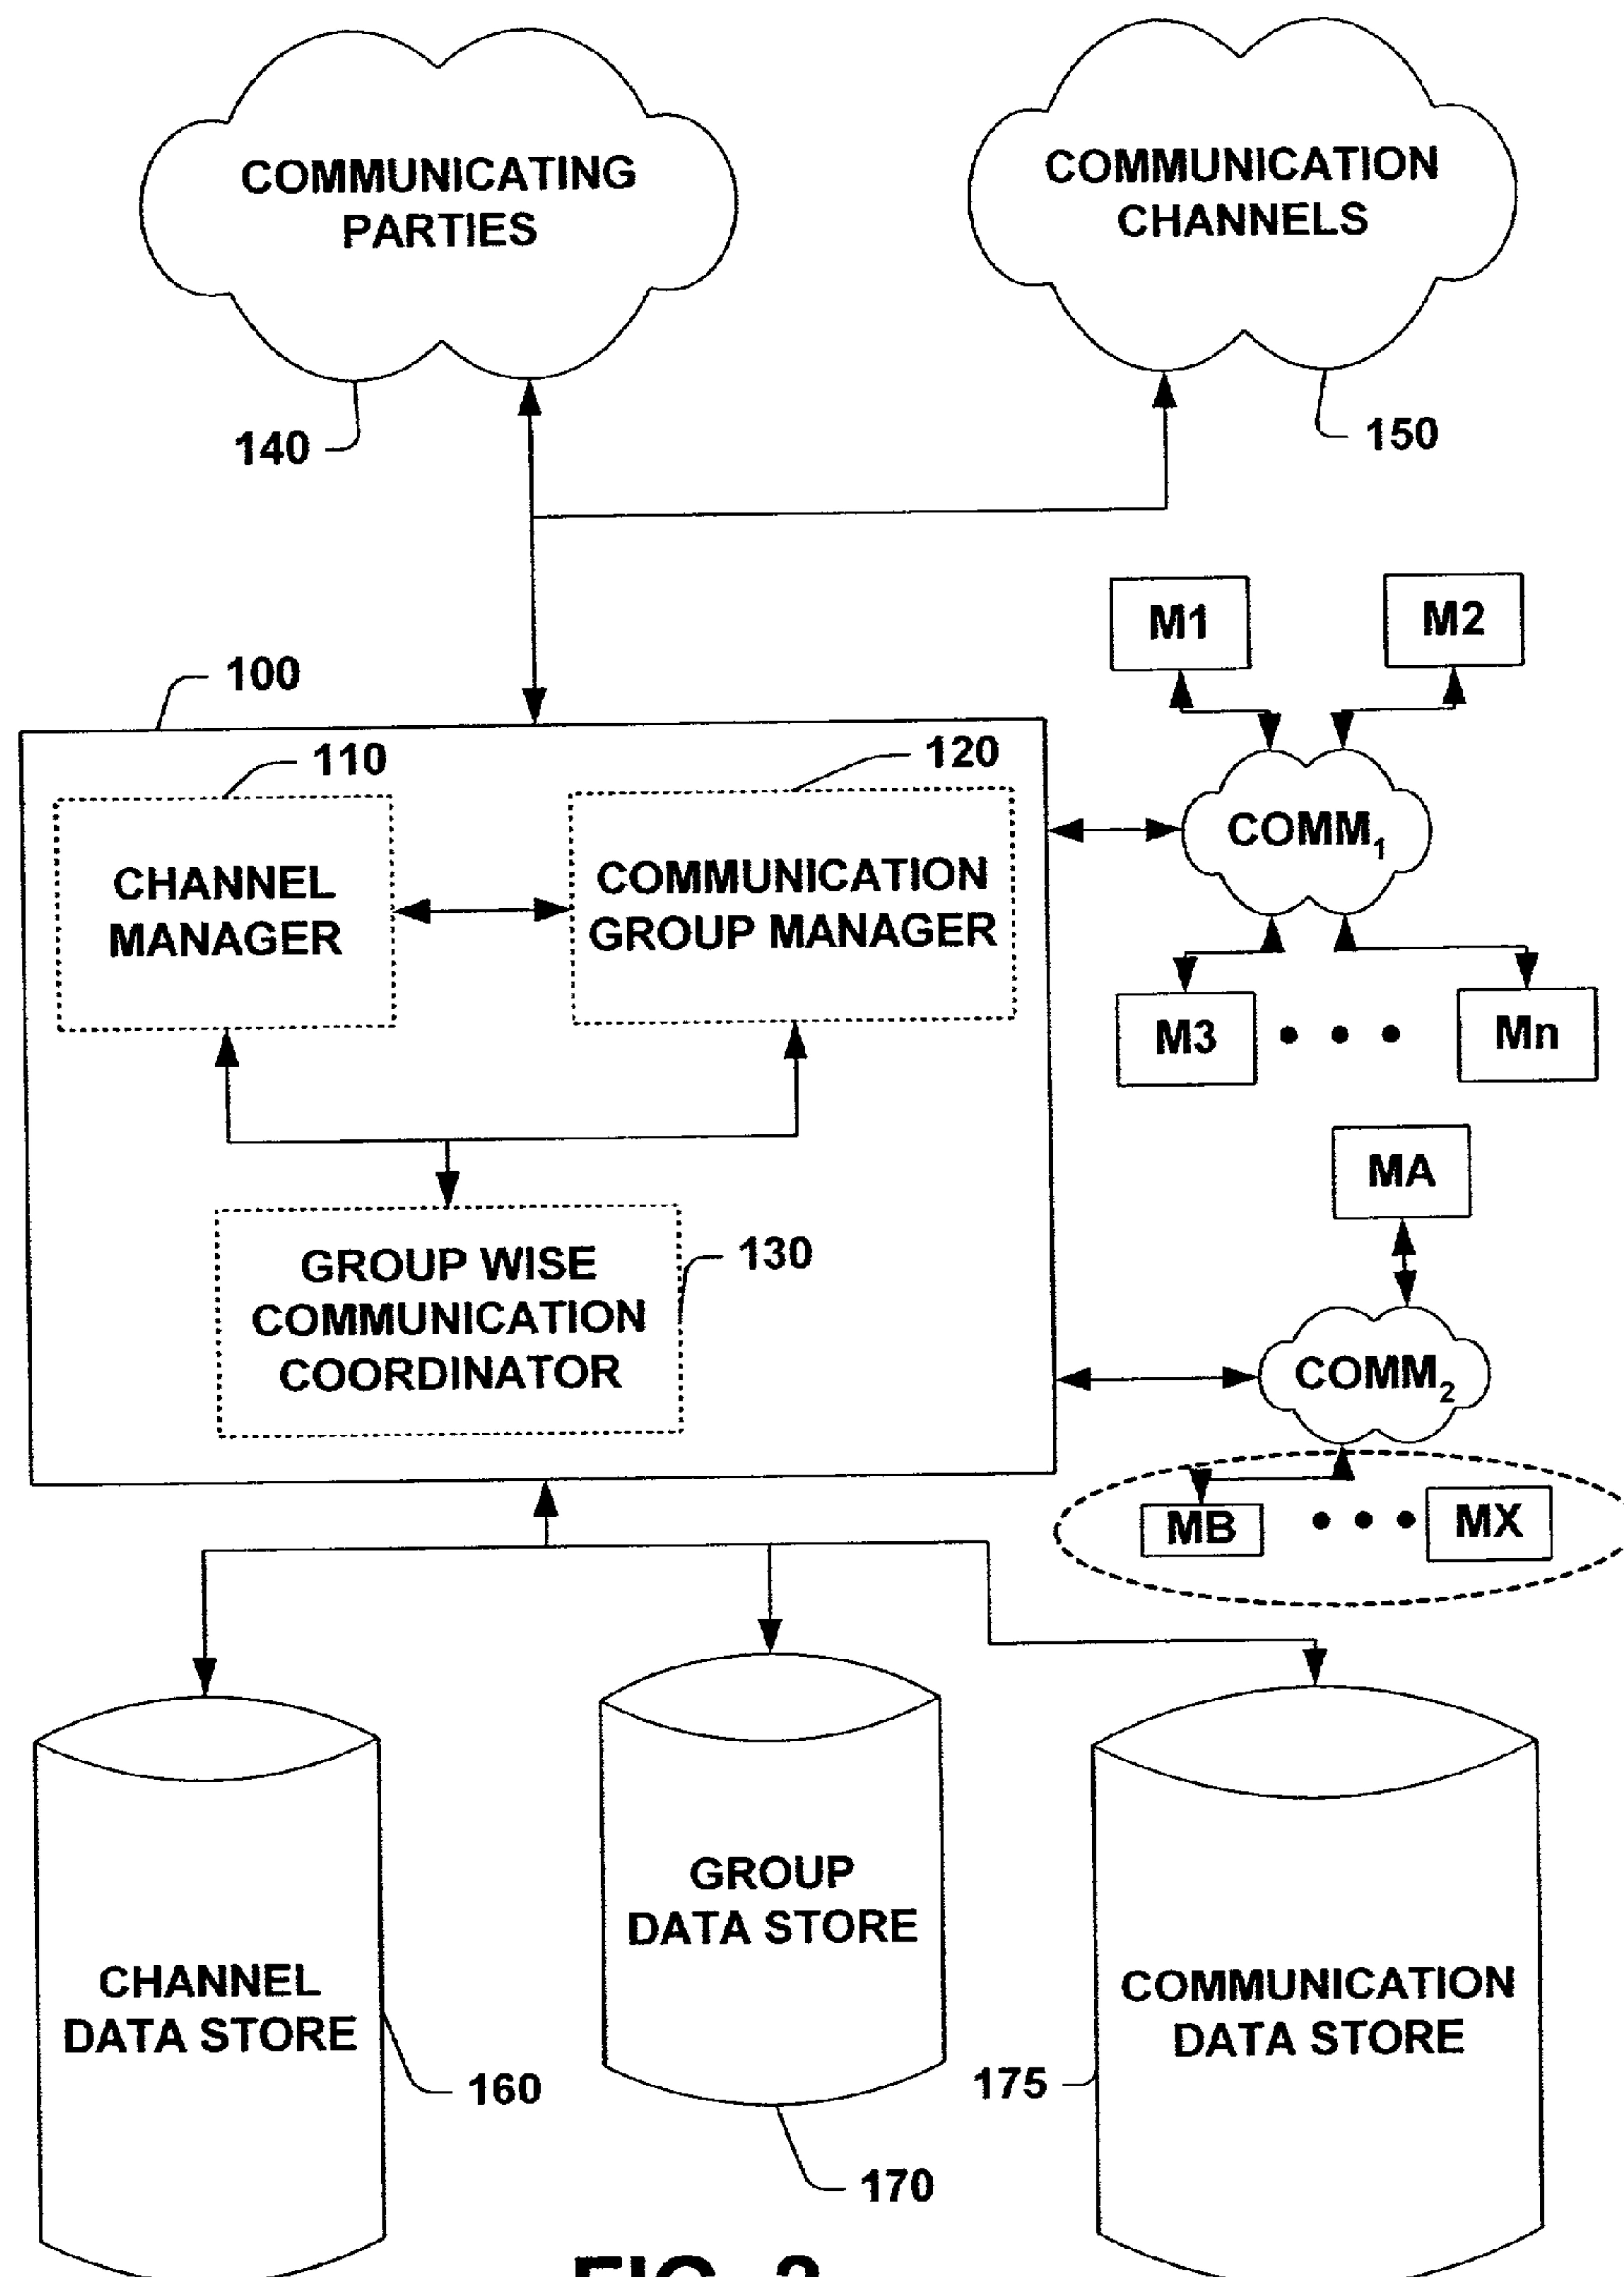 COMMUNICATING
PARTIES
COMMUNICATION
CHANNELS
140
150
M1
M2
100
110
120
CHANNEL
MANAGER
COMMUNICATION
GROUP MANAGER
COMM1
M3
Mn
MA
GROUP WISE
COMMUNICATION
COORDINATOR
130
COMM2
MB
MX
GROUP
DATA STORE
CHANNEL
DATA STORE
COMMUNICATION
DATA STORE
160
175
170